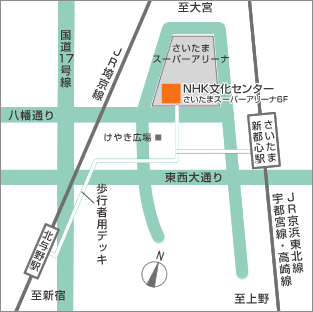 至大宮
国道17号線
JR埼京線
さいたま
スーパーアリーナ
NHK文化センター
さいたまスーパーアリーナ6F
八幡通り
けやき広場
さいたま
新都心駅
東西大通り
歩行者用デッキ
北与野駅
JR京浜東北線
宇都宮線・高崎線
N
至新宿
至上野